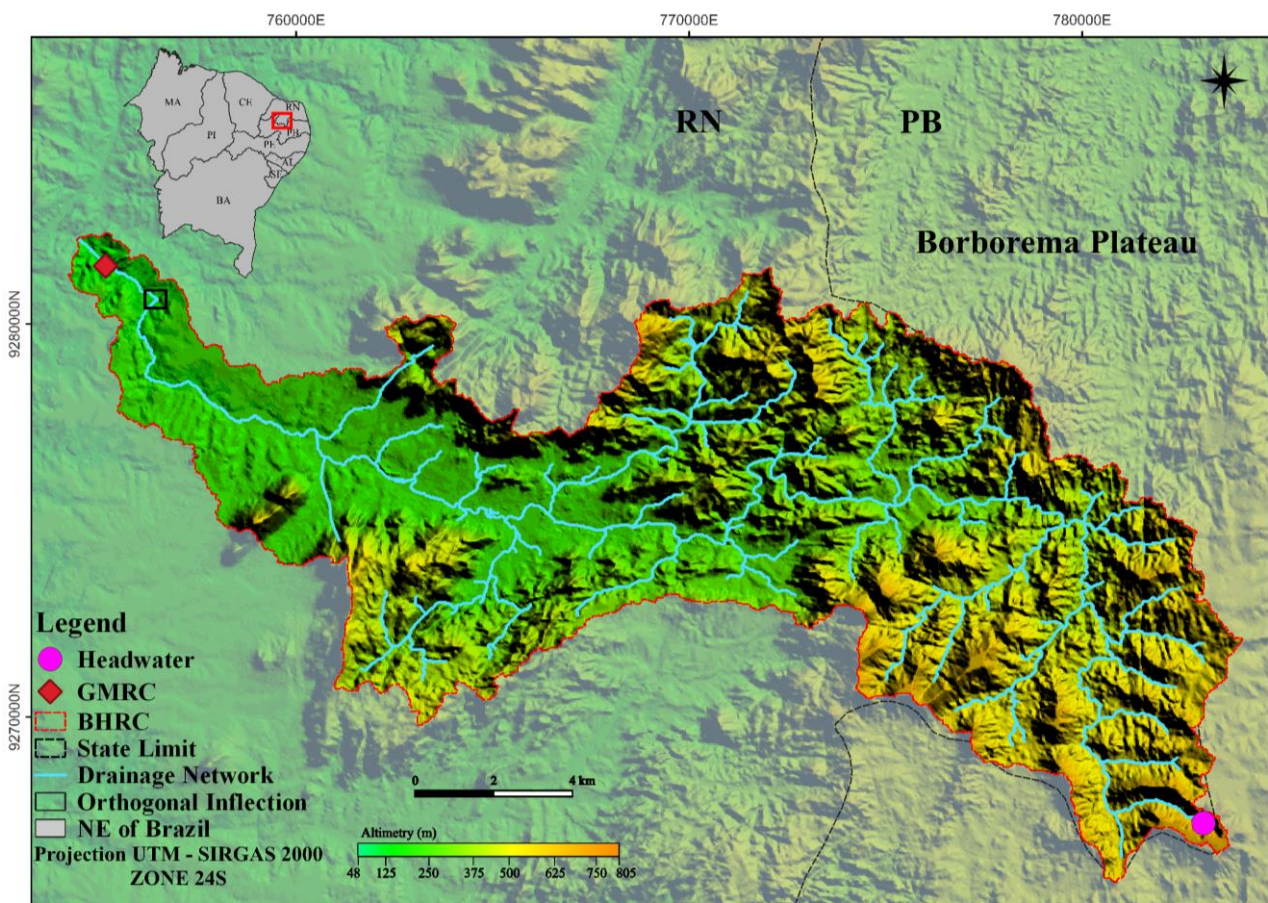 760000E 770000E 780000E
MA CE RN
PI PB
PE
AL
SE
BA
RN PB
Borborema Plateau
9280000N
9270000N
Legend
Headwater
GMRC
BHRC
State Limit
Drainage Network
Orthogonal Inflection
NE of Brazil
Projection UTM - SIRGAS 2000
ZONE 24S
0 2 4 km
Altimetry (m)
48 125 250 375 500 625 750 805